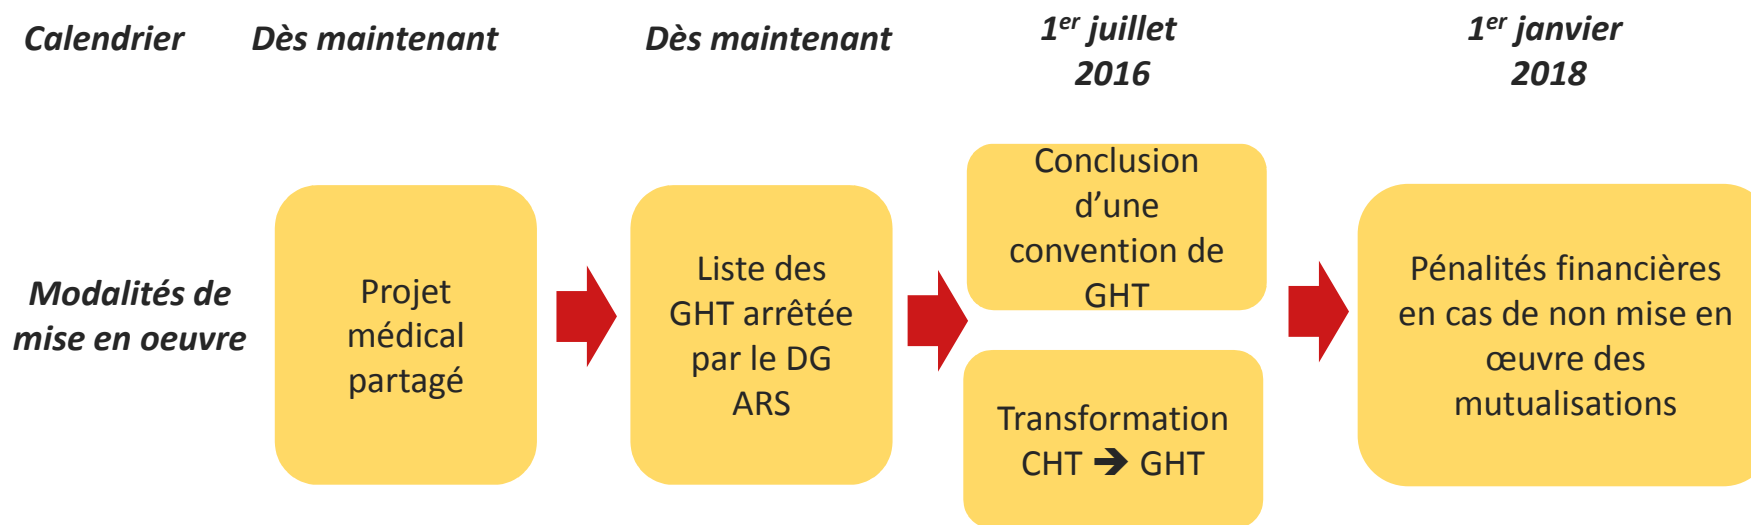 Calendrier
Dès maintenant
Dès maintenant
1er juillet
2016
1er janvier
2018
Modalités de
mise en oeuvre
Projet
médical
partagé
Liste des
GHT arrêtée
par le DG
ARS
Conclusion
d’une
convention de
GHT
Transformation
CHT ➔ GHT
Pénalités financières
en cas de non mise en
œuvre des
mutualisations